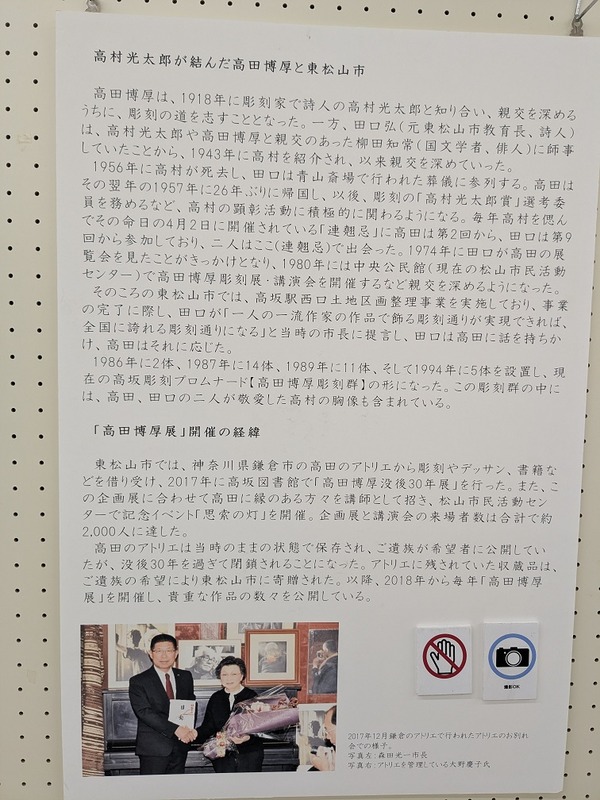 高村光太郎が結んだ高田博厚と東松山市
　高田博厚は、1918年に彫刻家で詩人の高村光太郎と知り合い、親交を深める
うちに、彫刻の道を志すこととなった。一方、田口弘(元東松山市教育長、詩人)
は、高村光太郎や高田博厚と親交のあった柳田知常(国文学者、俳人)に師事
していたことから、1943年に高村を紹介され、以来親交を深めていった。
　1956年に高村が死去し、田口は青山斎場で行われた葬儀に参列する。高田は
その翌年の1957年に26年ぶりに帰国し、以後、彫刻の「高村光太郎賞」選考委
員を務めるなど、高村の顕彰活動に積極的に関わるようになる。毎年高村を偲ん
でその命日の4月2日に開催されている「連翹忌」に高田は第2回から、田口は第9
回から参加しており、二人はここ(連翹忌)で出会った。1974年に田口が高田の展
覧会を見たことがきっかけとなり、1980年には中央公民館(現在の松山市民活動
センター)で高田博厚彫刻展・講演会を開催するなど親交を深めるようになった。
　そのころの東松山市では、高坂駅西口土地区画整理事業を実施しており、事業
の完了に際し、田口が「一人の一流作家の作品で飾る彫刻通りが実現できれば、
全国に誇れる彫刻通りになる」と当時の市長に提言し、田口は高田に話を持ちか
け、高田はそれに応じた。
　1986年に2体、1987年に14体、1989年に11体、そして1994年に5体を設置し、現
在の高坂彫刻プロムナード【高田博厚彫刻群】の形になった。この彫刻群の中に
は、高田、田口の二人が敬愛した高村の胸像も含まれている。
「高田博厚展」開催の経緯
　東松山市では、神奈川県鎌倉市の高田のアトリエから彫刻やデッサン、書籍な
どを借り受け、2017年に高坂図書館で「高田博厚没後30年展」を行った。また、こ
の企画展に合わせて高田に縁のある方々を講師として招き、松山市民活動セン
ターで記念イベント「思索の灯」を開催。企画展と講演会の来場者数は合計で約
2,000人に達した。
　高田のアトリエは当時のままの状態で保存され、ご遺族が希望者に公開してい
たが、没後30年を過ぎて閉鎖されることになった。アトリエに残されていた収蔵品は、
ご遺族の希望により東松山市に寄贈された。以降、2018年から毎年「高田博厚
展」を開催し、貴重な作品の数々を公開している。
撮影OK
2017年12月鎌倉のアトリエで行われたアトリエのお別れ
会での様子。
写真左：森田光一市長
写真右：アトリエを管理している大野慶子氏